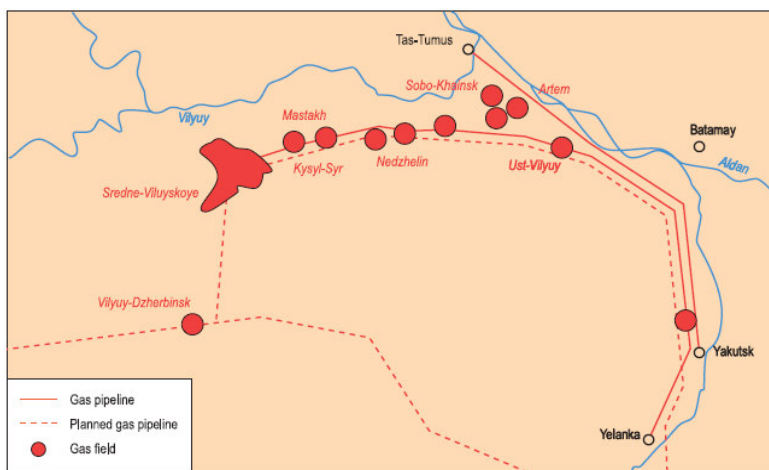 Tas-Tumus
Sobo-Khainsk
Artem
Mastakh
Vilyuy
Batamay
Kysyl-Syr
Nedzhelin
Ust-Vilyuy
Aldan
Sredne-Viluyskoye
Vilyuy-Dzherbinsk
Yakutsk
Gas pipeline
Planned gas pipeline
Gas field
Yelanka